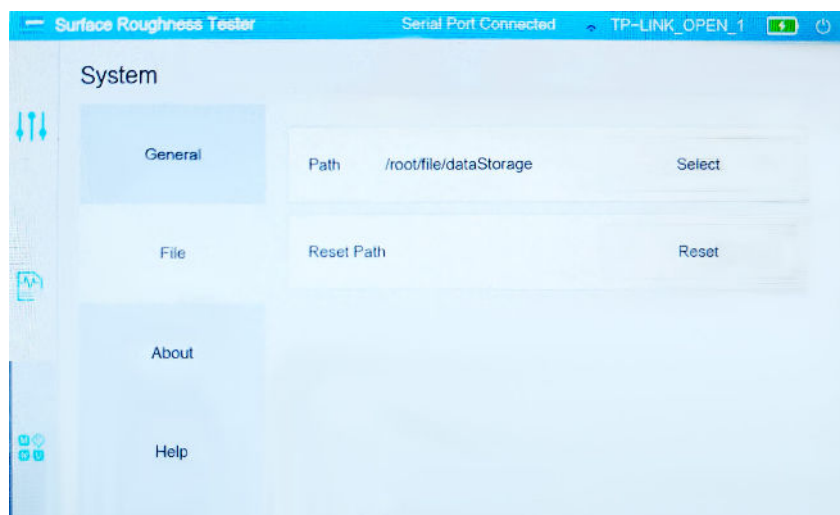 Surface Roughness Tester Serial Port Connected TP-LINK_OPEN_1
System
General
Path /root/file/dataStorage Select
File
Reset Path Reset
About
Help